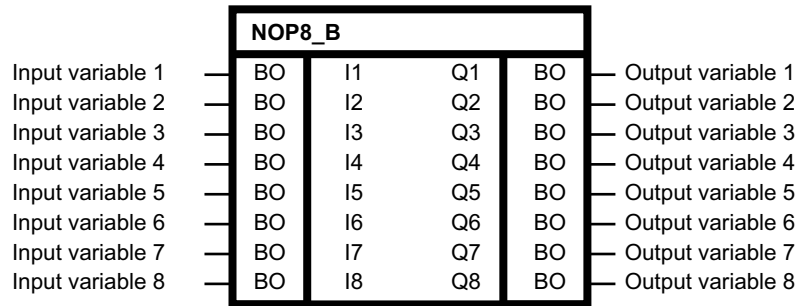 NOP8_B
Input variable 1 BO I1 Q1 BO Output variable 1
Input variable 2 BO I2 Q2 BO Output variable 2
Input variable 3 BO I3 Q3 BO Output variable 3
Input variable 4 BO I4 Q4 BO Output variable 4
Input variable 5 BO I5 Q5 BO Output variable 5
Input variable 6 BO I6 Q6 BO Output variable 6
Input variable 7 BO I7 Q7 BO Output variable 7
Input variable 8 BO I8 Q8 BO Output variable 8